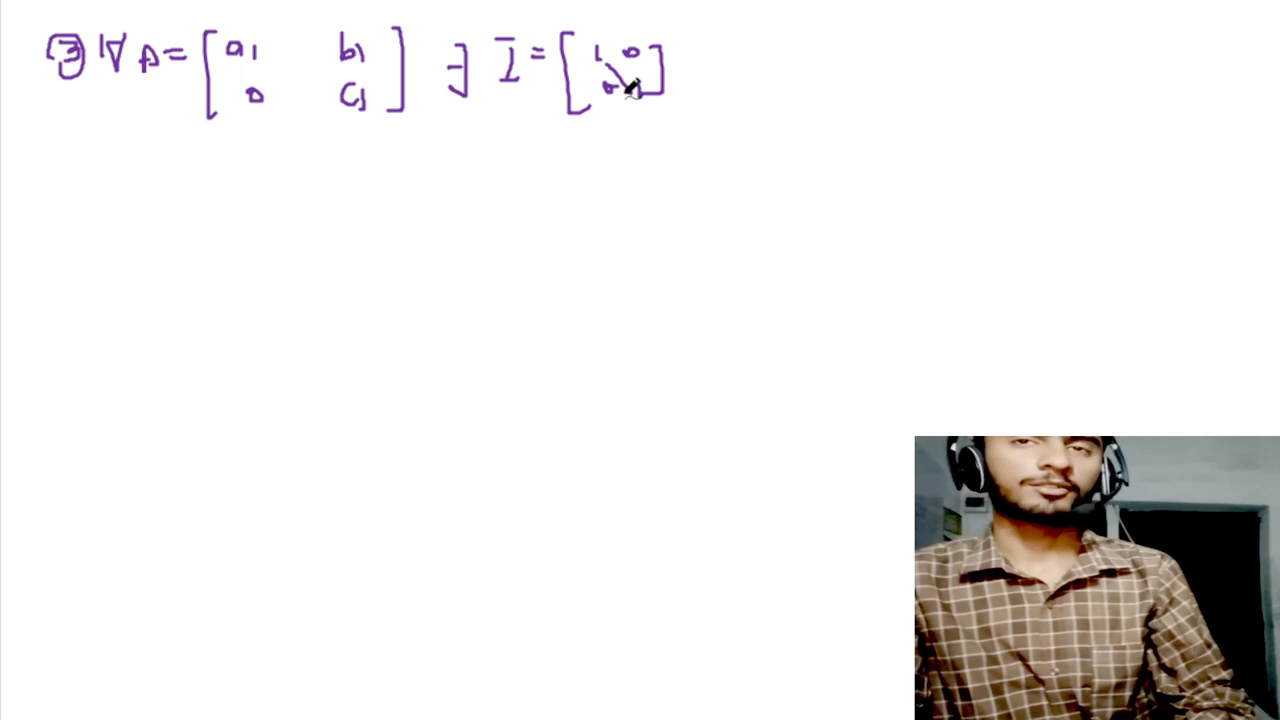 ③ ∀ A = [ a1 b1 ] ∃ I = [ 1 0 ]
0 c1 0 1